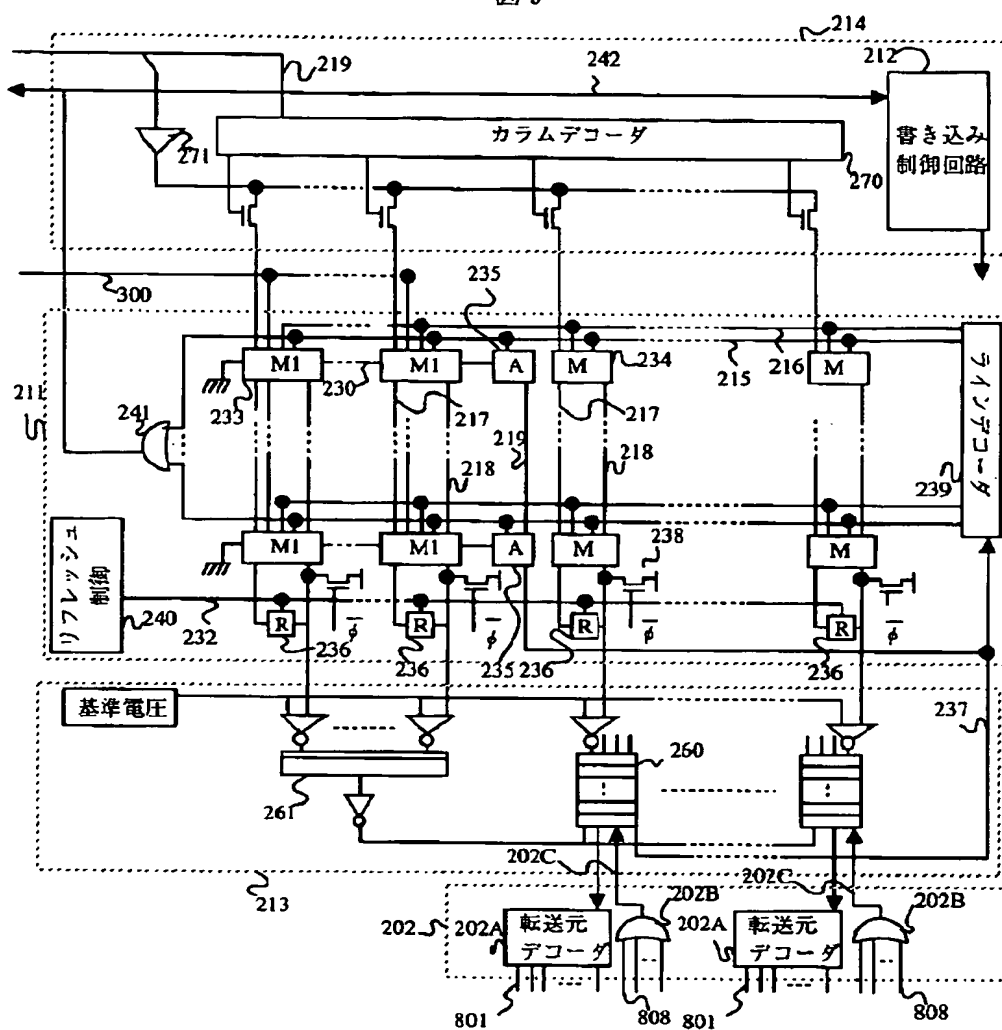 214
212
219
242
カラムデコーダ
書き込み
制御回路
271
270
300
235
M1
M1
A
M
234
M
216
215
230
233
217
217
211
241
219
218
218
ラインデコーダ
239
M1
M1
A
M
238
M
リフレッシュ
制御
240
232
R
R
R
R
φ
φ
φ
236
236
235
236
236
基準電圧
237
260
261
213
202C
202C
202B
202B
202
202A
転送元
デコーダ
202A
転送元
デコーダ
801
808
801
808